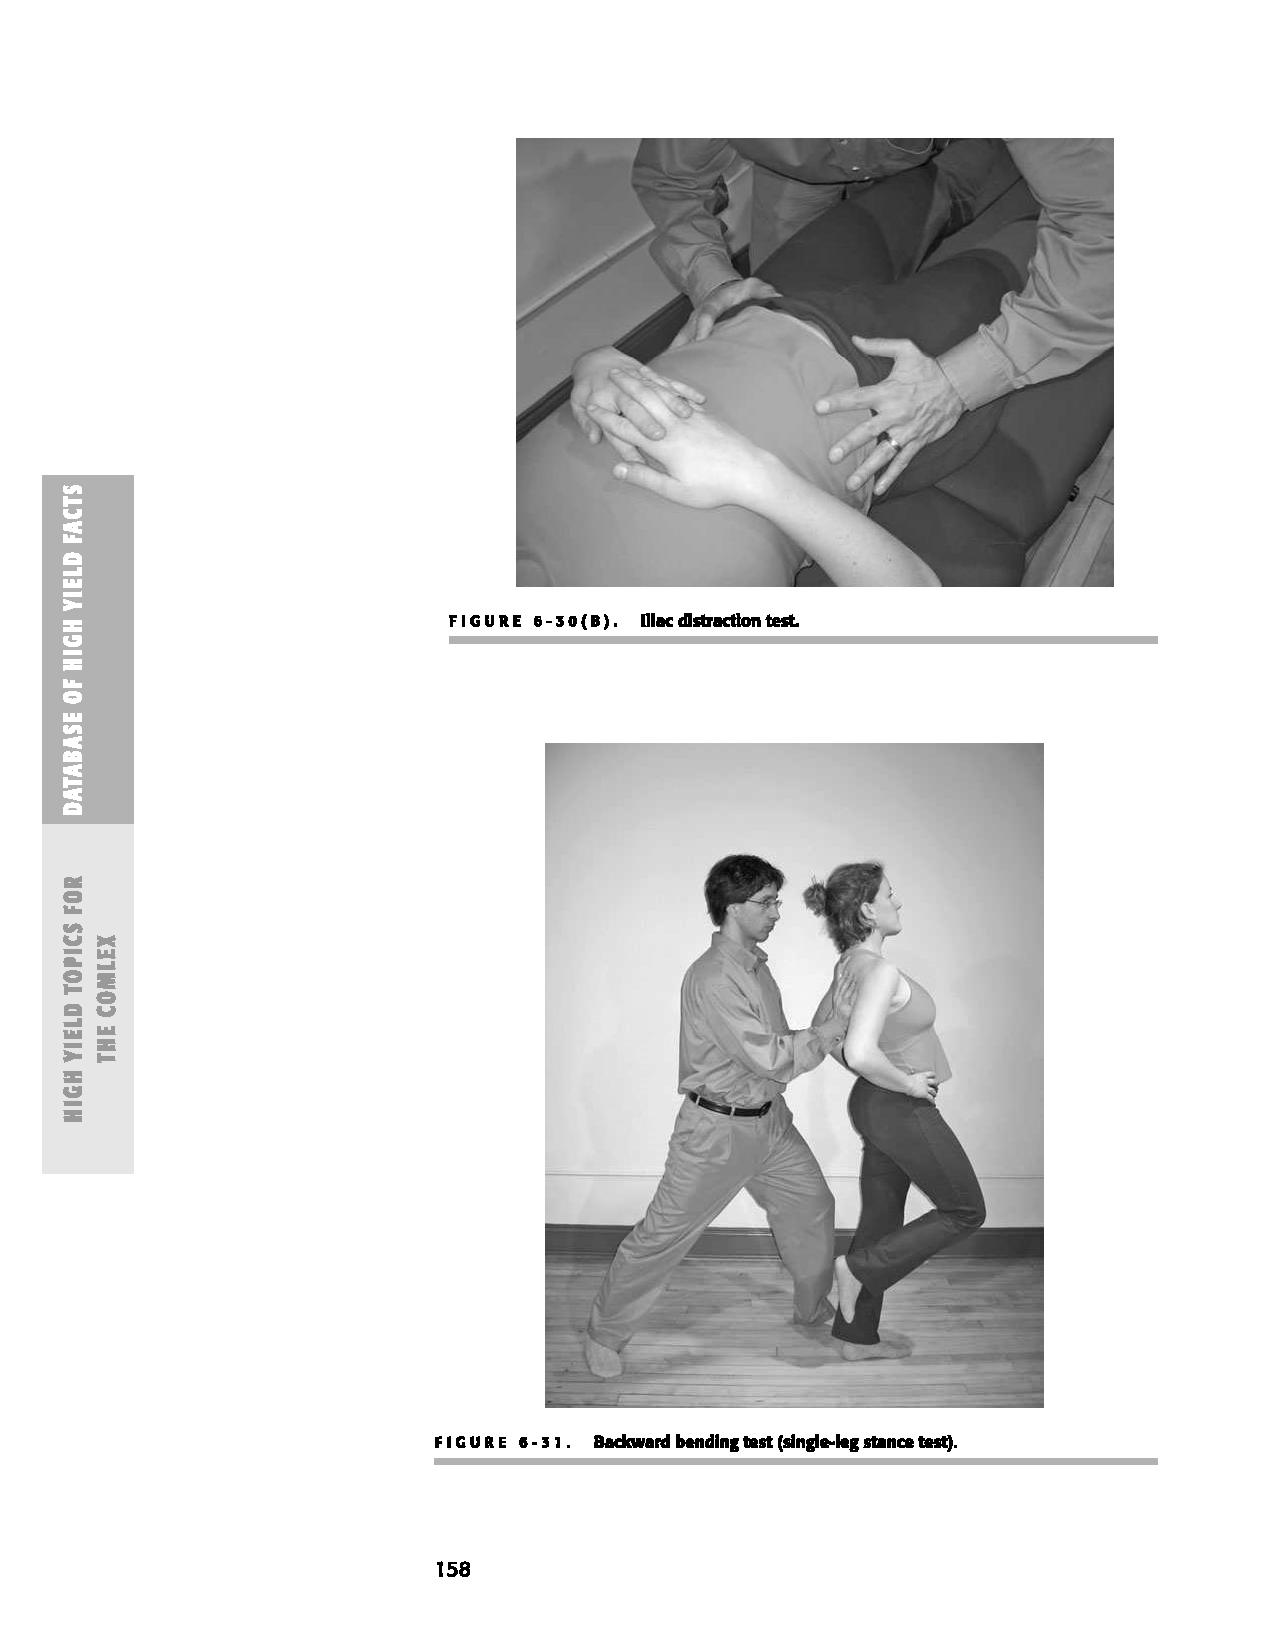 DATABASE OF HIGH YIELD FACTS
HIGH YIELD TOPICS FOR
THE COMLEX
FIGURE 6-30(B). Iliac distraction test.
FIGURE 6-31. Backward bending test (single-leg stance test).
158